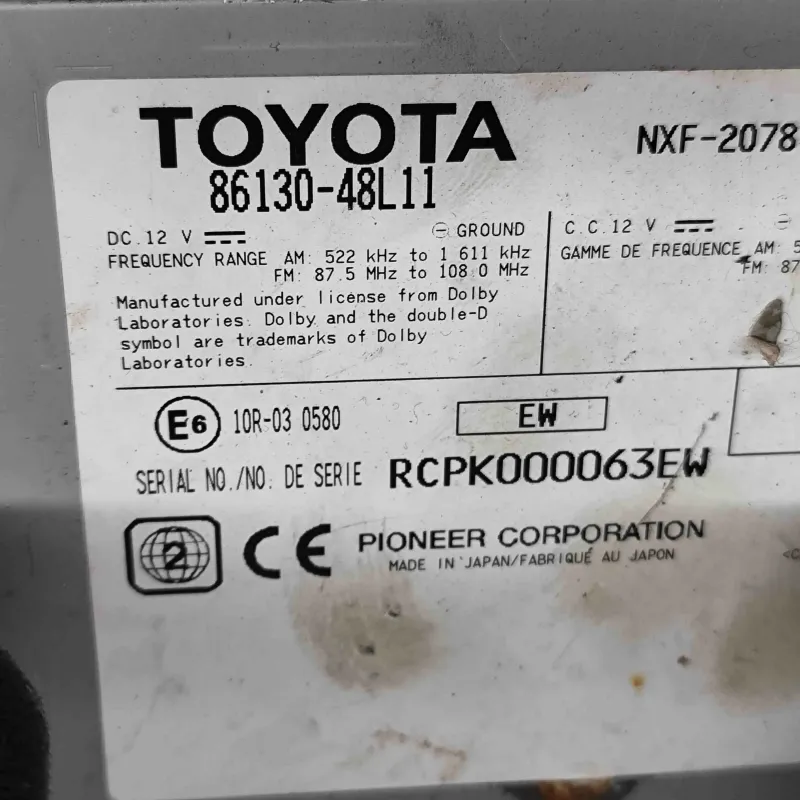 TOYOTA
NXF-2078
86130-48L11
DC.12 V
GROUND
FREQUENCY RANGE AM: 522 kHz to 1 611 kHz
FM: 87.5 MHz to 108.0 MHz
C.C.12 V
GAMME DE FREQUENCE AM: 5
FM: 87
Manufactured under license from Dolby
Laboratories. Dolby and the double-D
symbol are trademarks of Dolby
Laboratories.
E6 10R-03 0580
EW
SERIAL NO./NO. DE SERIE RCPK000063EW
2
CE
PIONEER CORPORATION
MADE IN JAPAN/FABRIQUÉ AU JAPON
<C